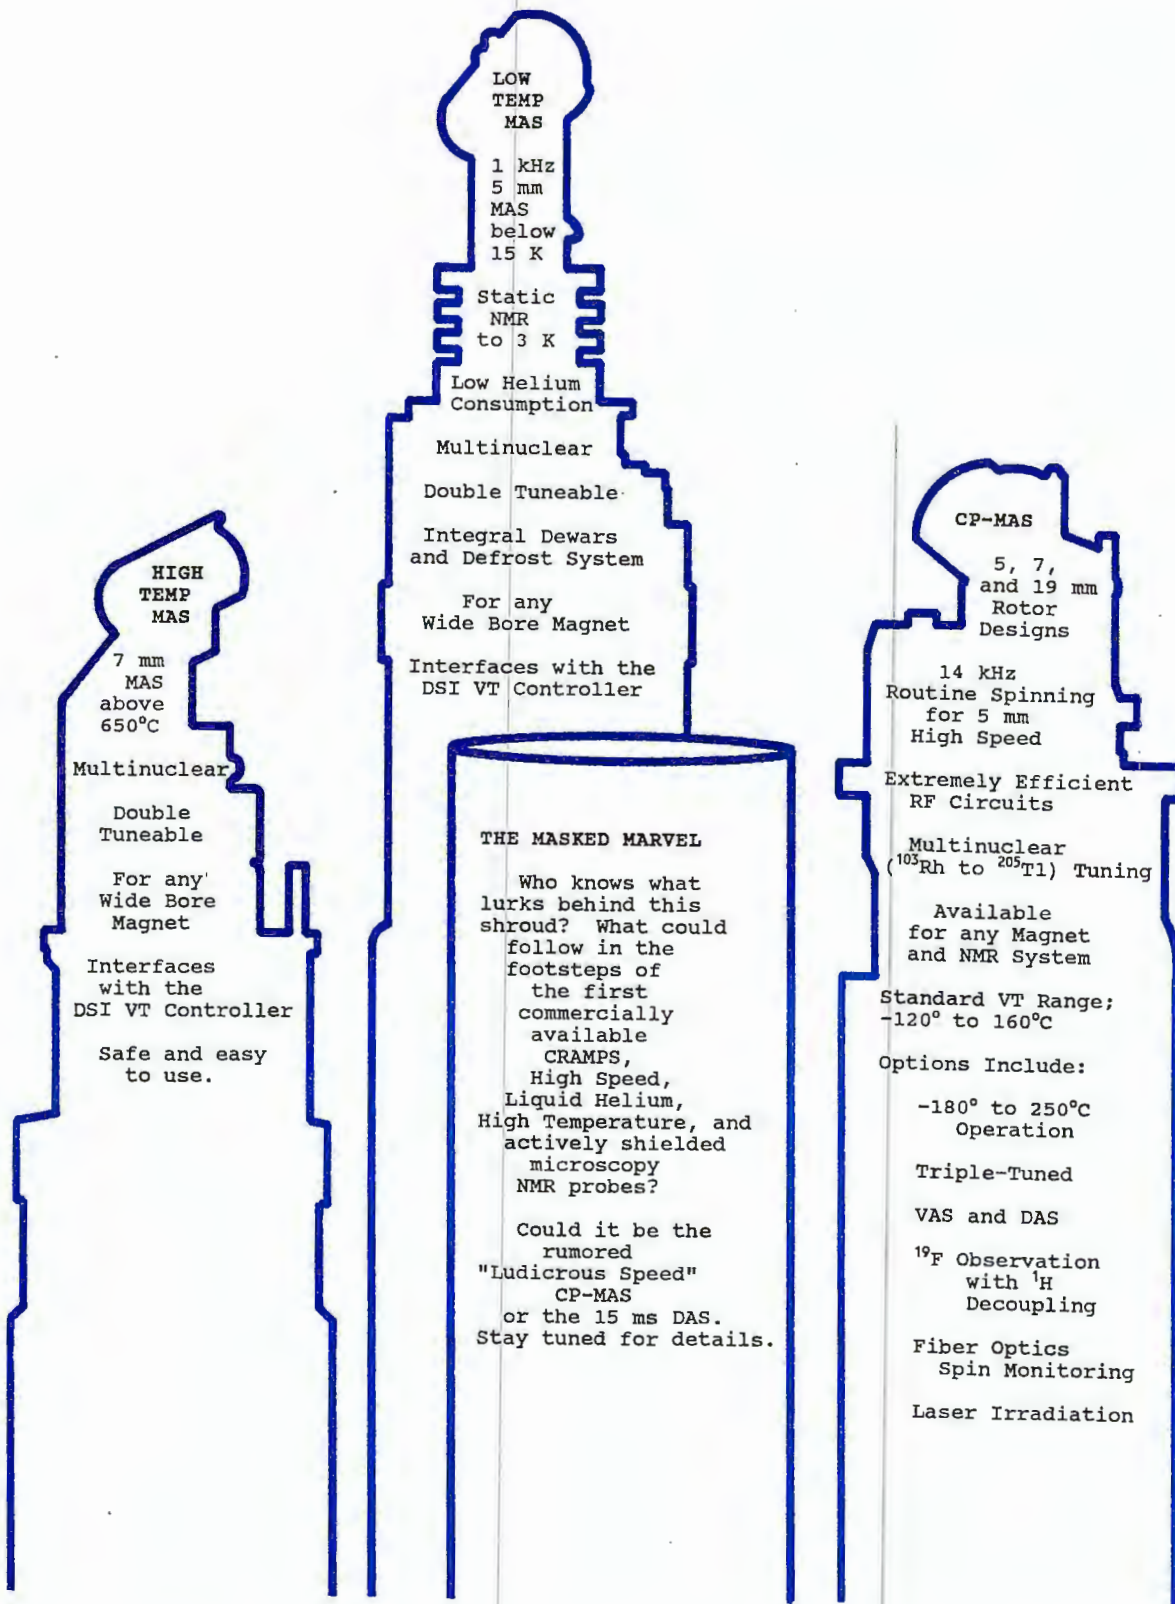 LOW
TEMP
MAS
1 kHz
5 mm
MAS
below
15 K
Static
NMR
to 3 K
Low Helium
Consumption
Multinuclear
Double Tuneable
Integral Dewars
and Defrost System
For any
Wide Bore Magnet
Interfaces with the
DSI VT Controller
HIGH
TEMP
MAS
7 mm
MAS
above
650°C
Multinuclear
Double
Tuneable
For any
Wide Bore
Magnet
Interfaces
with the
DSI VT Controller
Safe and easy
to use.
THE MASKED MARVEL
Who knows what
lurks behind this
shroud? What could
follow in the
footsteps of
the first
commercially
available
CRAMPS,
High Speed,
Liquid Helium,
High Temperature, and
actively shielded
microscopy
NMR probes?
Could it be the
rumored
"Ludicrous Speed"
CP-MAS
or the 15 ms DAS.
Stay tuned for details.
CP-MAS
5, 7,
and 19 mm
Rotor
Designs
14 kHz
Routine Spinning
for 5 mm
High Speed
Extremely Efficient
RF Circuits
Multinuclear
(¹⁰³Rh to ²⁰⁵Tl) Tuning
Available
for any Magnet
and NMR System
Standard VT Range;
-120° to 160°C
Options Include:
-180° to 250°C
Operation
Triple-Tuned
VAS and DAS
¹⁹F Observation
with ¹H
Decoupling
Fiber Optics
Spin Monitoring
Laser Irradiation